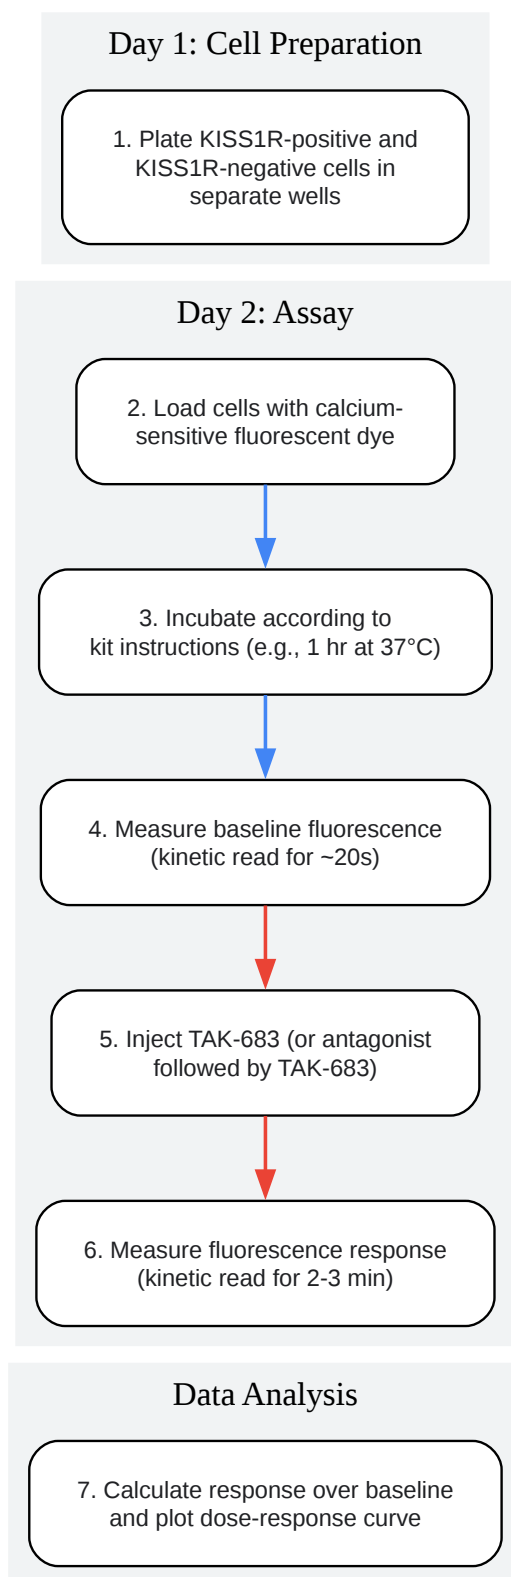 Day 1: Cell Preparation
1. Plate KISS1R-positive and
KISS1R-negative cells in
separate wells
Day 2: Assay
2. Load cells with calcium-
sensitive fluorescent dye
3. Incubate according to
kit instructions (e.g., 1 hr at 37°C)
4. Measure baseline fluorescence
(kinetic read for ~20s)
5. Inject TAK-683 (or antagonist
followed by TAK-683)
6. Measure fluorescence response
(kinetic read for 2-3 min)
Data Analysis
7. Calculate response over baseline
and plot dose-response curve